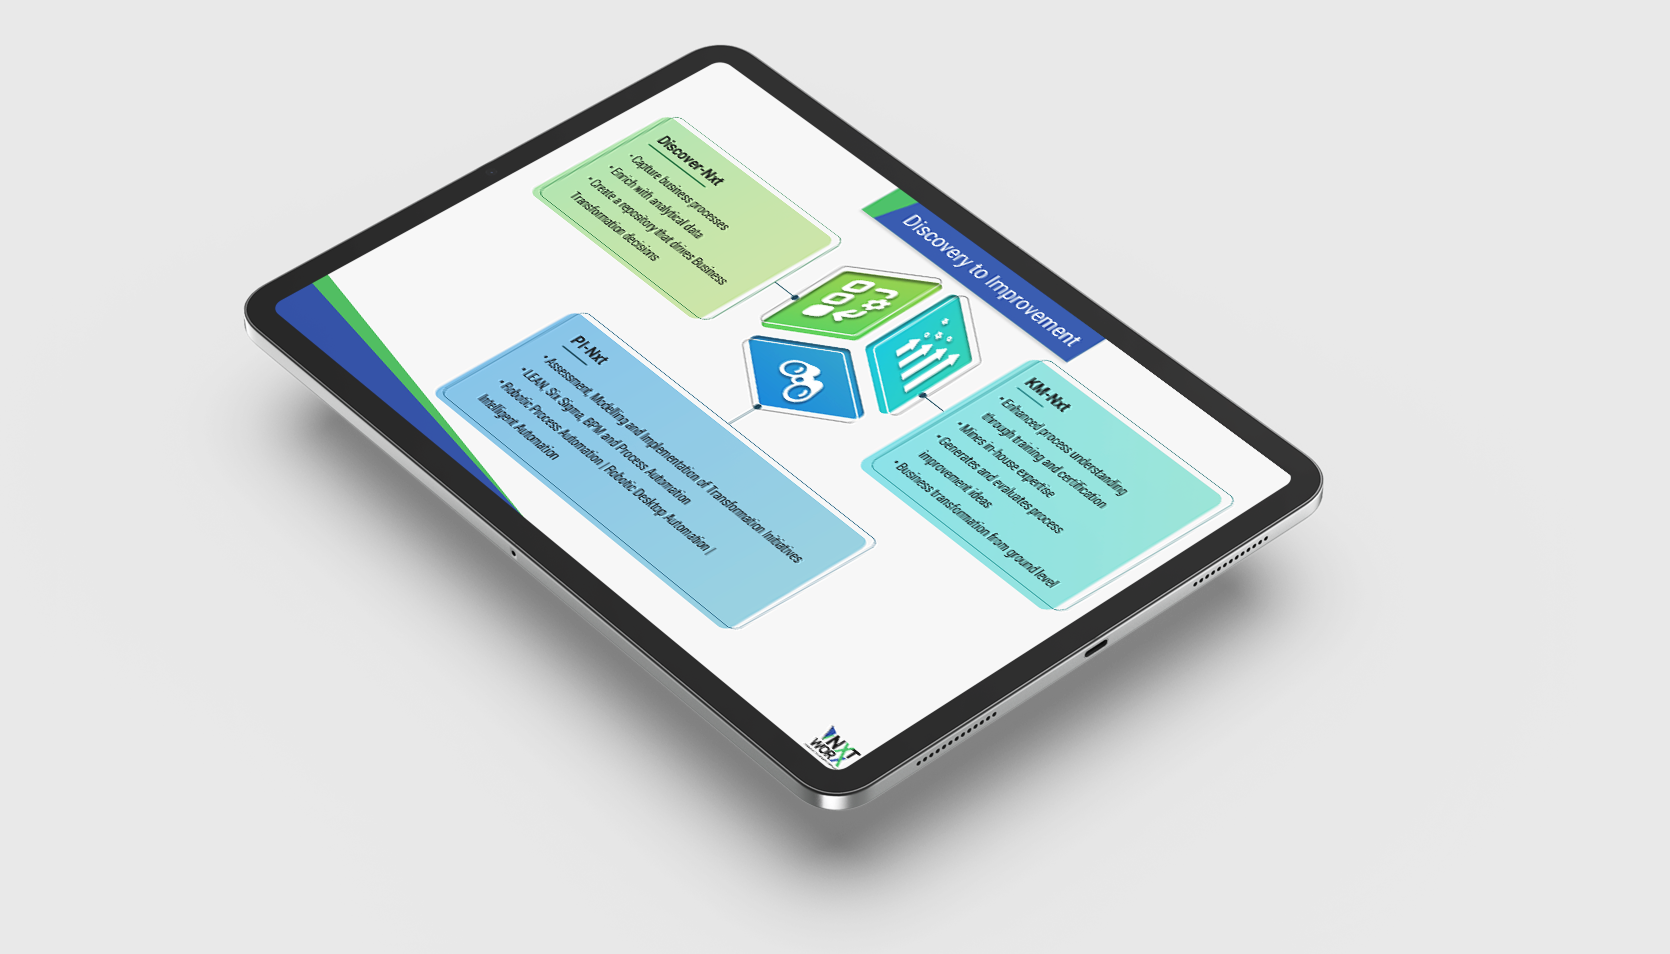 Discovery to Improvement
Discover-Nxt
• Capture business processes
• Enrich with analytical data
• Create a repository that drives Business
Transformation decisions
PI-Nxt
• Assessment, Modelling and Implementation of Transformation Initiatives
• LEAN, Six Sigma, BPM and Process Automation
• Robotic Process Automation | Robotic Desktop Automation |
Intelligent Automation
KM-Nxt
• Enhanced process understanding
through training and certification
• Mines in-house expertise
• Generates and evaluates process
improvement ideas
• Business transformation from ground level
NXT
WORX